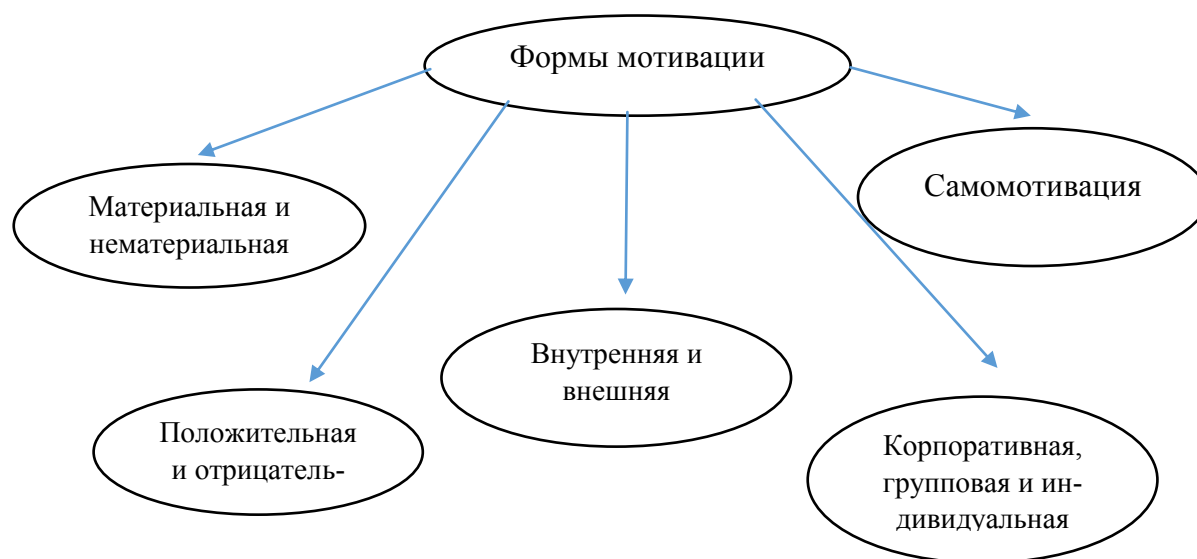 Формы мотивации
Самомотивация
Материальная и
нематериальная
Внутренняя и
внешняя
Положительная
и отрицатель-
Корпоративная,
групповая и ин-
дивидуальная